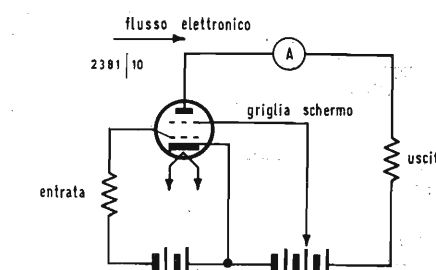 flusso elettronico
2381 | 10
A
griglia schermo
uscit
entrata